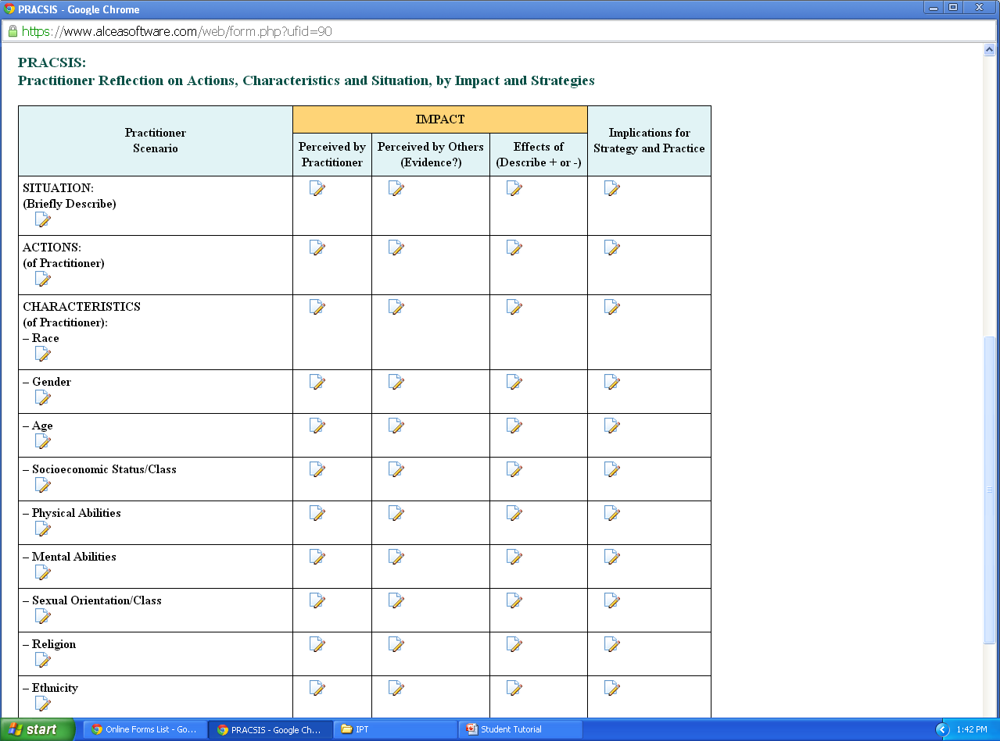 PRACSIS - Google Chrome
https://www.alceasoftware.com/web/form.php?ufid=90
PRACSIS:
Practitioner Reflection on Actions, Characteristics and Situation, by Impact and Strategies
Practitioner
Scenario
IMPACT
Perceived by
Practitioner
Perceived by Others
(Evidence?)
Effects of
(Describe + or -)
Implications for
Strategy and Practice
SITUATION:
(Briefly Describe)
ACTIONS:
(of Practitioner)
CHARACTERISTICS
(of Practitioner):
– Race
– Gender
– Age
– Socioeconomic Status/Class
– Physical Abilities
– Mental Abilities
– Sexual Orientation/Class
– Religion
– Ethnicity
start
Online Forms List - Go...
PRACSIS - Google Ch...
IPT
Student Tutorial
1:42 PM